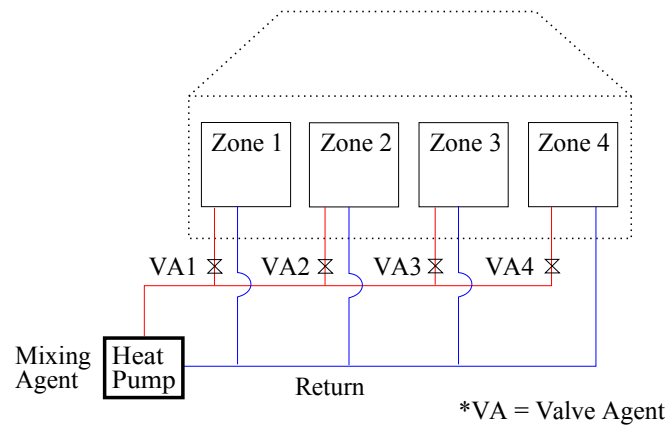 Zone 1
Zone 2
Zone 3
Zone 4
VA1
VA2
VA3
VA4
Mixing
Agent
Heat
Pump
Return
*VA = Valve Agent